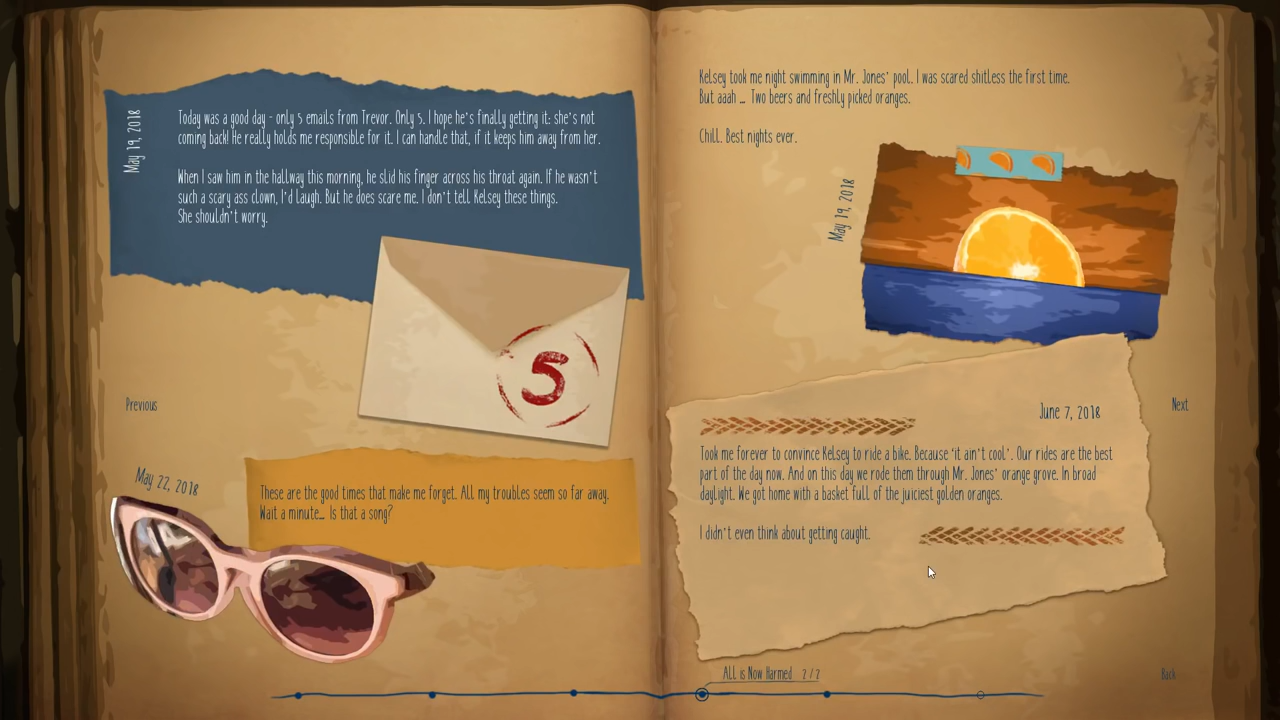 May 19, 2018
Today was a good day - only 5 emails from Trevor. Only 5. I hope he's finally getting it: she's not
coming back! He really holds me responsible for it. I can handle that, if it keeps him away from her.
When I saw him in the hallway this morning, he slid his finger across his throat again. If he wasn't
such a scary ass clown, I'd laugh. But he does scare me. I don't tell Kelsey these things.
She shouldn't worry.
5
Previous
May 22, 2018
These are the good times that make me forget. All my troubles seem so far away.
Wait a minute... Is that a song?
Kelsey took me night swimming in Mr. Jones' pool. I was scared shitless the first time.
But aaah ... Two beers and freshly picked oranges.
Chill. Best nights ever.
May 19, 2018
Next
June 7, 2018
Took me forever to convince Kelsey to ride a bike. Because 'it ain't cool'. Our rides are the best
part of the day now. And on this day we rode them through Mr. Jones' orange grove. In broad
daylight. We got home with a basket full of the juiciest golden oranges.
I didn't even think about getting caught.
ALL is Now Harmed 2 / 2
Back